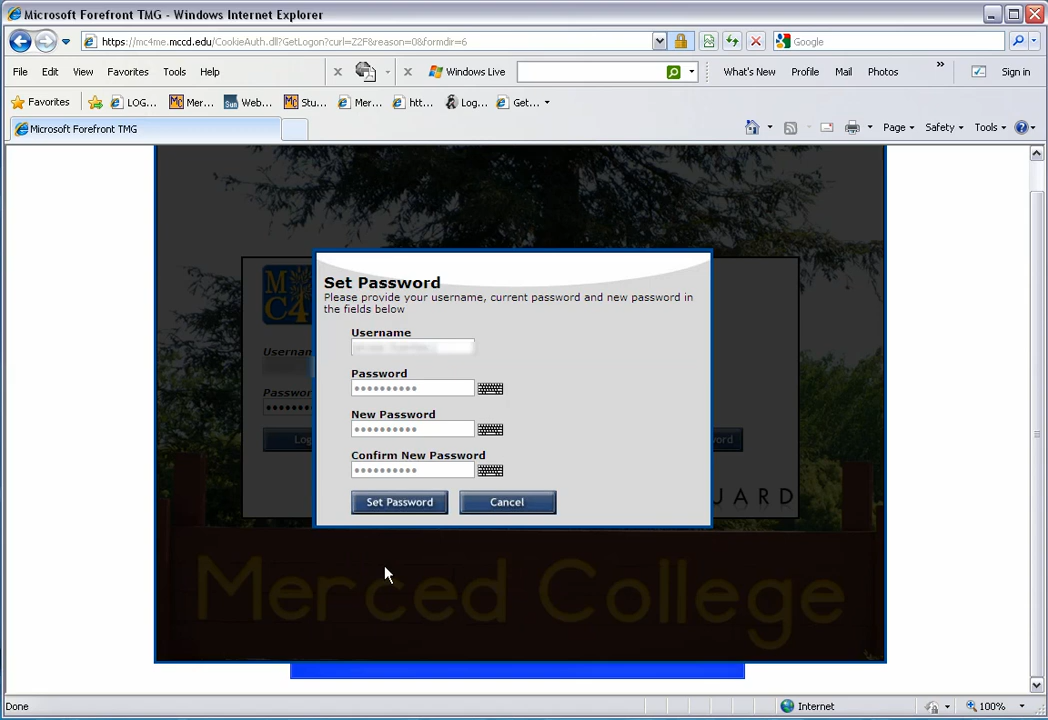 Microsoft Forefront TMG - Windows Internet Explorer
https://mc4me.mccd.edu/CookieAuth.dll?GetLogon?curl=Z2F&reason=0&formdir=6
Google
File Edit View Favorites Tools Help
Windows Live
What's New Profile Mail Photos » Sign in
Favorites LOG... Mer... Web... Stu... Mer... htt... Log... Get...
Microsoft Forefront TMG
Page Safety Tools
M
C4
Set Password
Please provide your username, current password and new password in
the fields below
Username
Password
New Password
Confirm New Password
Set Password Cancel
Merced College
Done Internet 100%